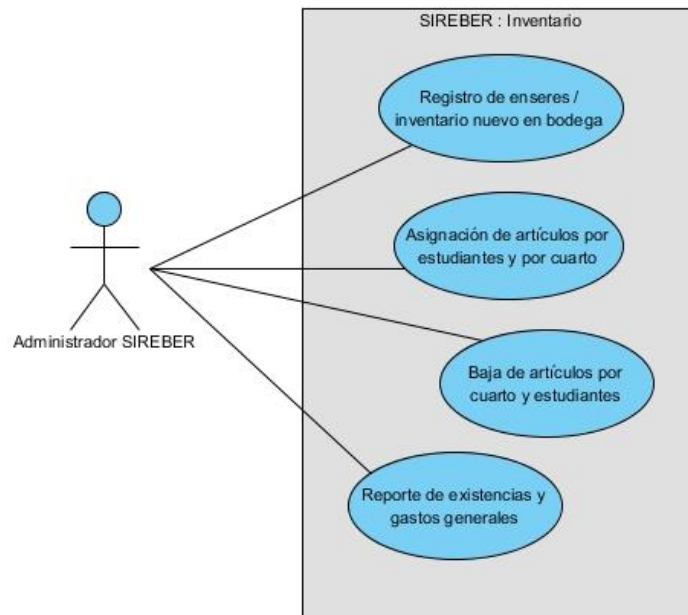 SIREBER : Inventario
Registro de enseres /
inventario nuevo en bodega
Asignación de artículos por
estudiantes y por cuarto
Administrador SIREBER
Baja de artículos por
cuarto y estudiantes
Reporte de existencias y
gastos generales